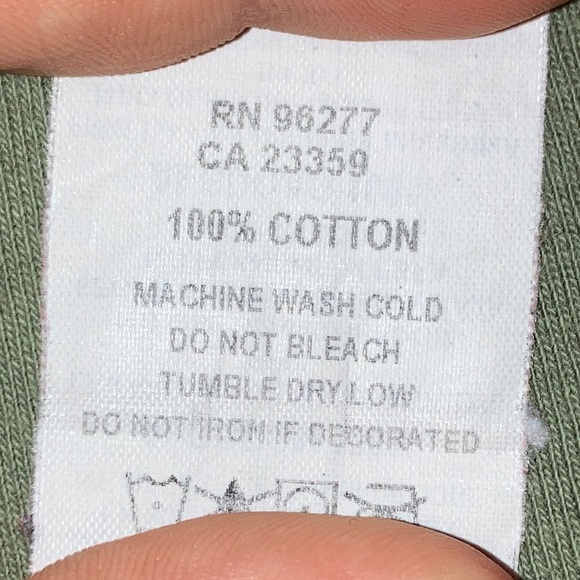 RN 96277
CA 23359
100% COTTON
MACHINE WASH COLD
DO NOT BLEACH
TUMBLE DRY LOW
DO NOT IRON IF DECORATED